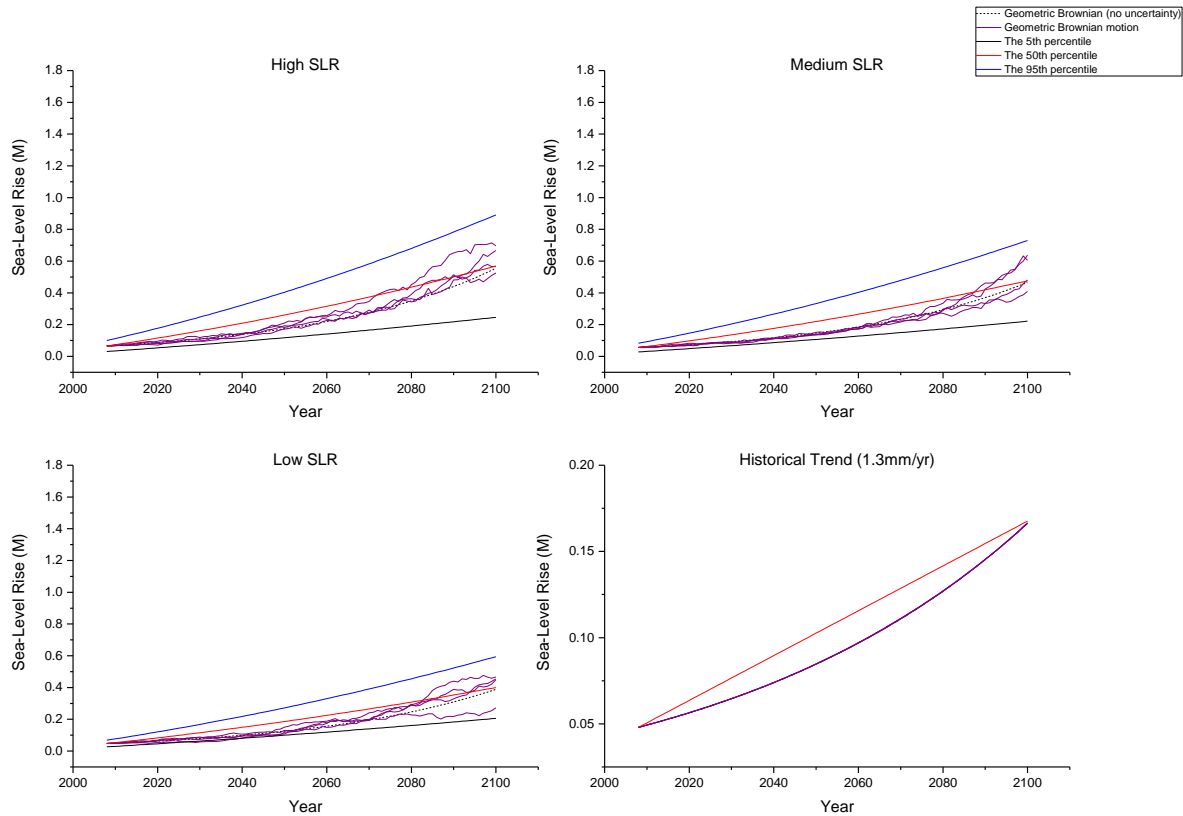 Geometric Brownian (no uncertainty)
Geometric Brownian motion
The 5th percentile
The 50th percentile
The 95th percentile
High SLR
1.8
1.6
1.4
1.2
1.0
0.8
0.6
0.4
0.2
0.0
Sea-Level Rise (M)
2000 2020 2040 2060 2080 2100
Year
Medium SLR
1.8
1.6
1.4
1.2
1.0
0.8
0.6
0.4
0.2
0.0
Sea-Level Rise (M)
2000 2020 2040 2060 2080 2100
Year
Low SLR
1.8
1.6
1.4
1.2
1.0
0.8
0.6
0.4
0.2
0.0
Sea-Level Rise (M)
2000 2020 2040 2060 2080 2100
Year
Historical Trend (1.3mm/yr)
0.20
0.15
0.10
0.05
Sea-Level Rise (M)
2000 2020 2040 2060 2080 2100
Year